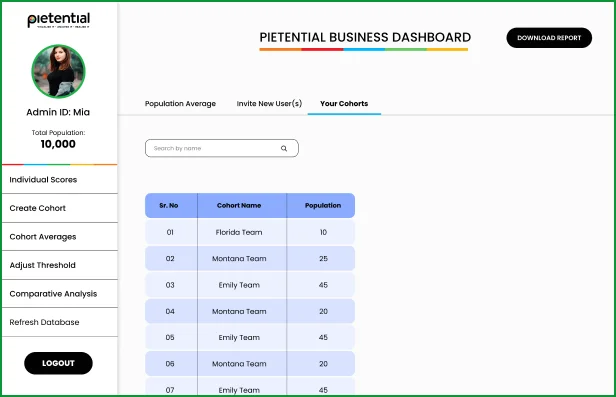 pietential
Admin ID: Mia
Total Population:
10,000
Individual Scores
Create Cohort
Cohort Averages
Adjust Threshold
Comparative Analysis
Refresh Database
LOGOUT
PIETENTIAL BUSINESS DASHBOARD
DOWNLOAD REPORT
Population Average Invite New User(s) Your Cohorts
Search by name
Sr. No Cohort Name Population
01 Florida Team 10
02 Montana Team 25
03 Emily Team 45
04 Montana Team 20
05 Emily Team 45
06 Montana Team 20
07 Emily Team 45